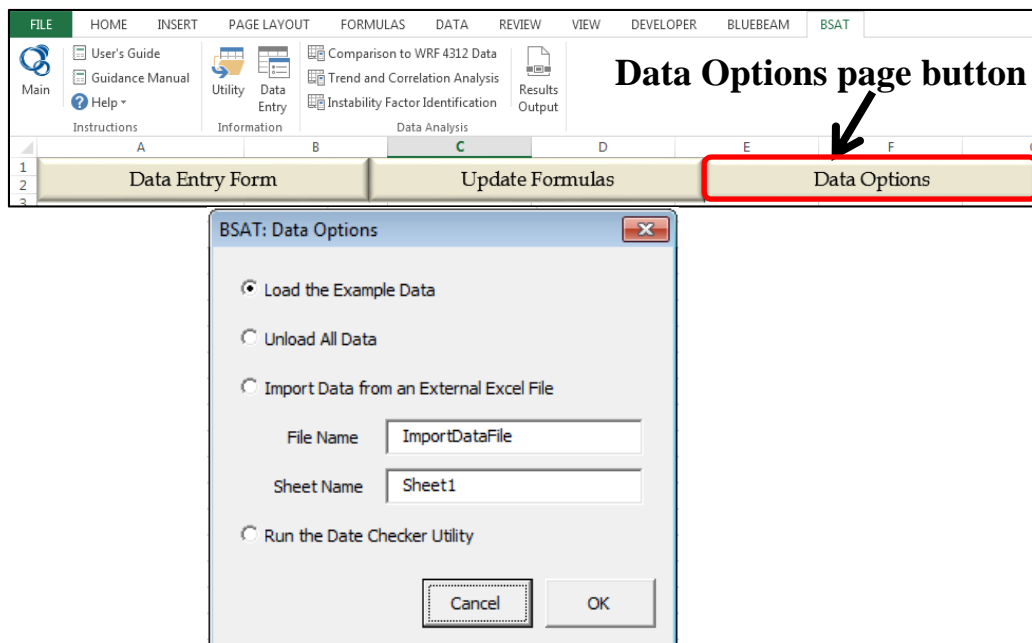 FILE HOME INSERT PAGE LAYOUT FORMULAS DATA REVIEW VIEW DEVELOPER BLUEBEAM BSAT
Main
User's Guide
Guidance Manual
Help
Instructions
Utility
Data
Entry
Information
Comparison to WRF 4312 Data
Trend and Correlation Analysis
Instability Factor Identification
Data Analysis
Results
Output
Data Options page button
A B C D E F
1
2
3
Data Entry Form Update Formulas Data Options
BSAT: Data Options
Load the Example Data
Unload All Data
Import Data from an External Excel File
File Name ImportDataFile
Sheet Name Sheet1
Run the Date Checker Utility
Cancel OK